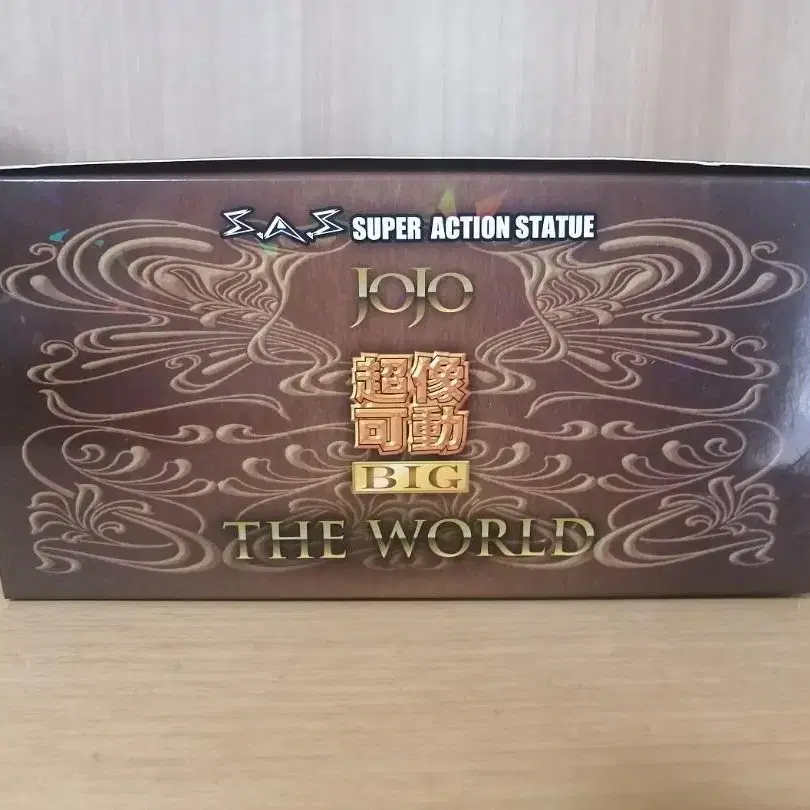 S.A.S SUPER ACTION STATUE
JOJO
超像
可動
BIG
THE WORLD